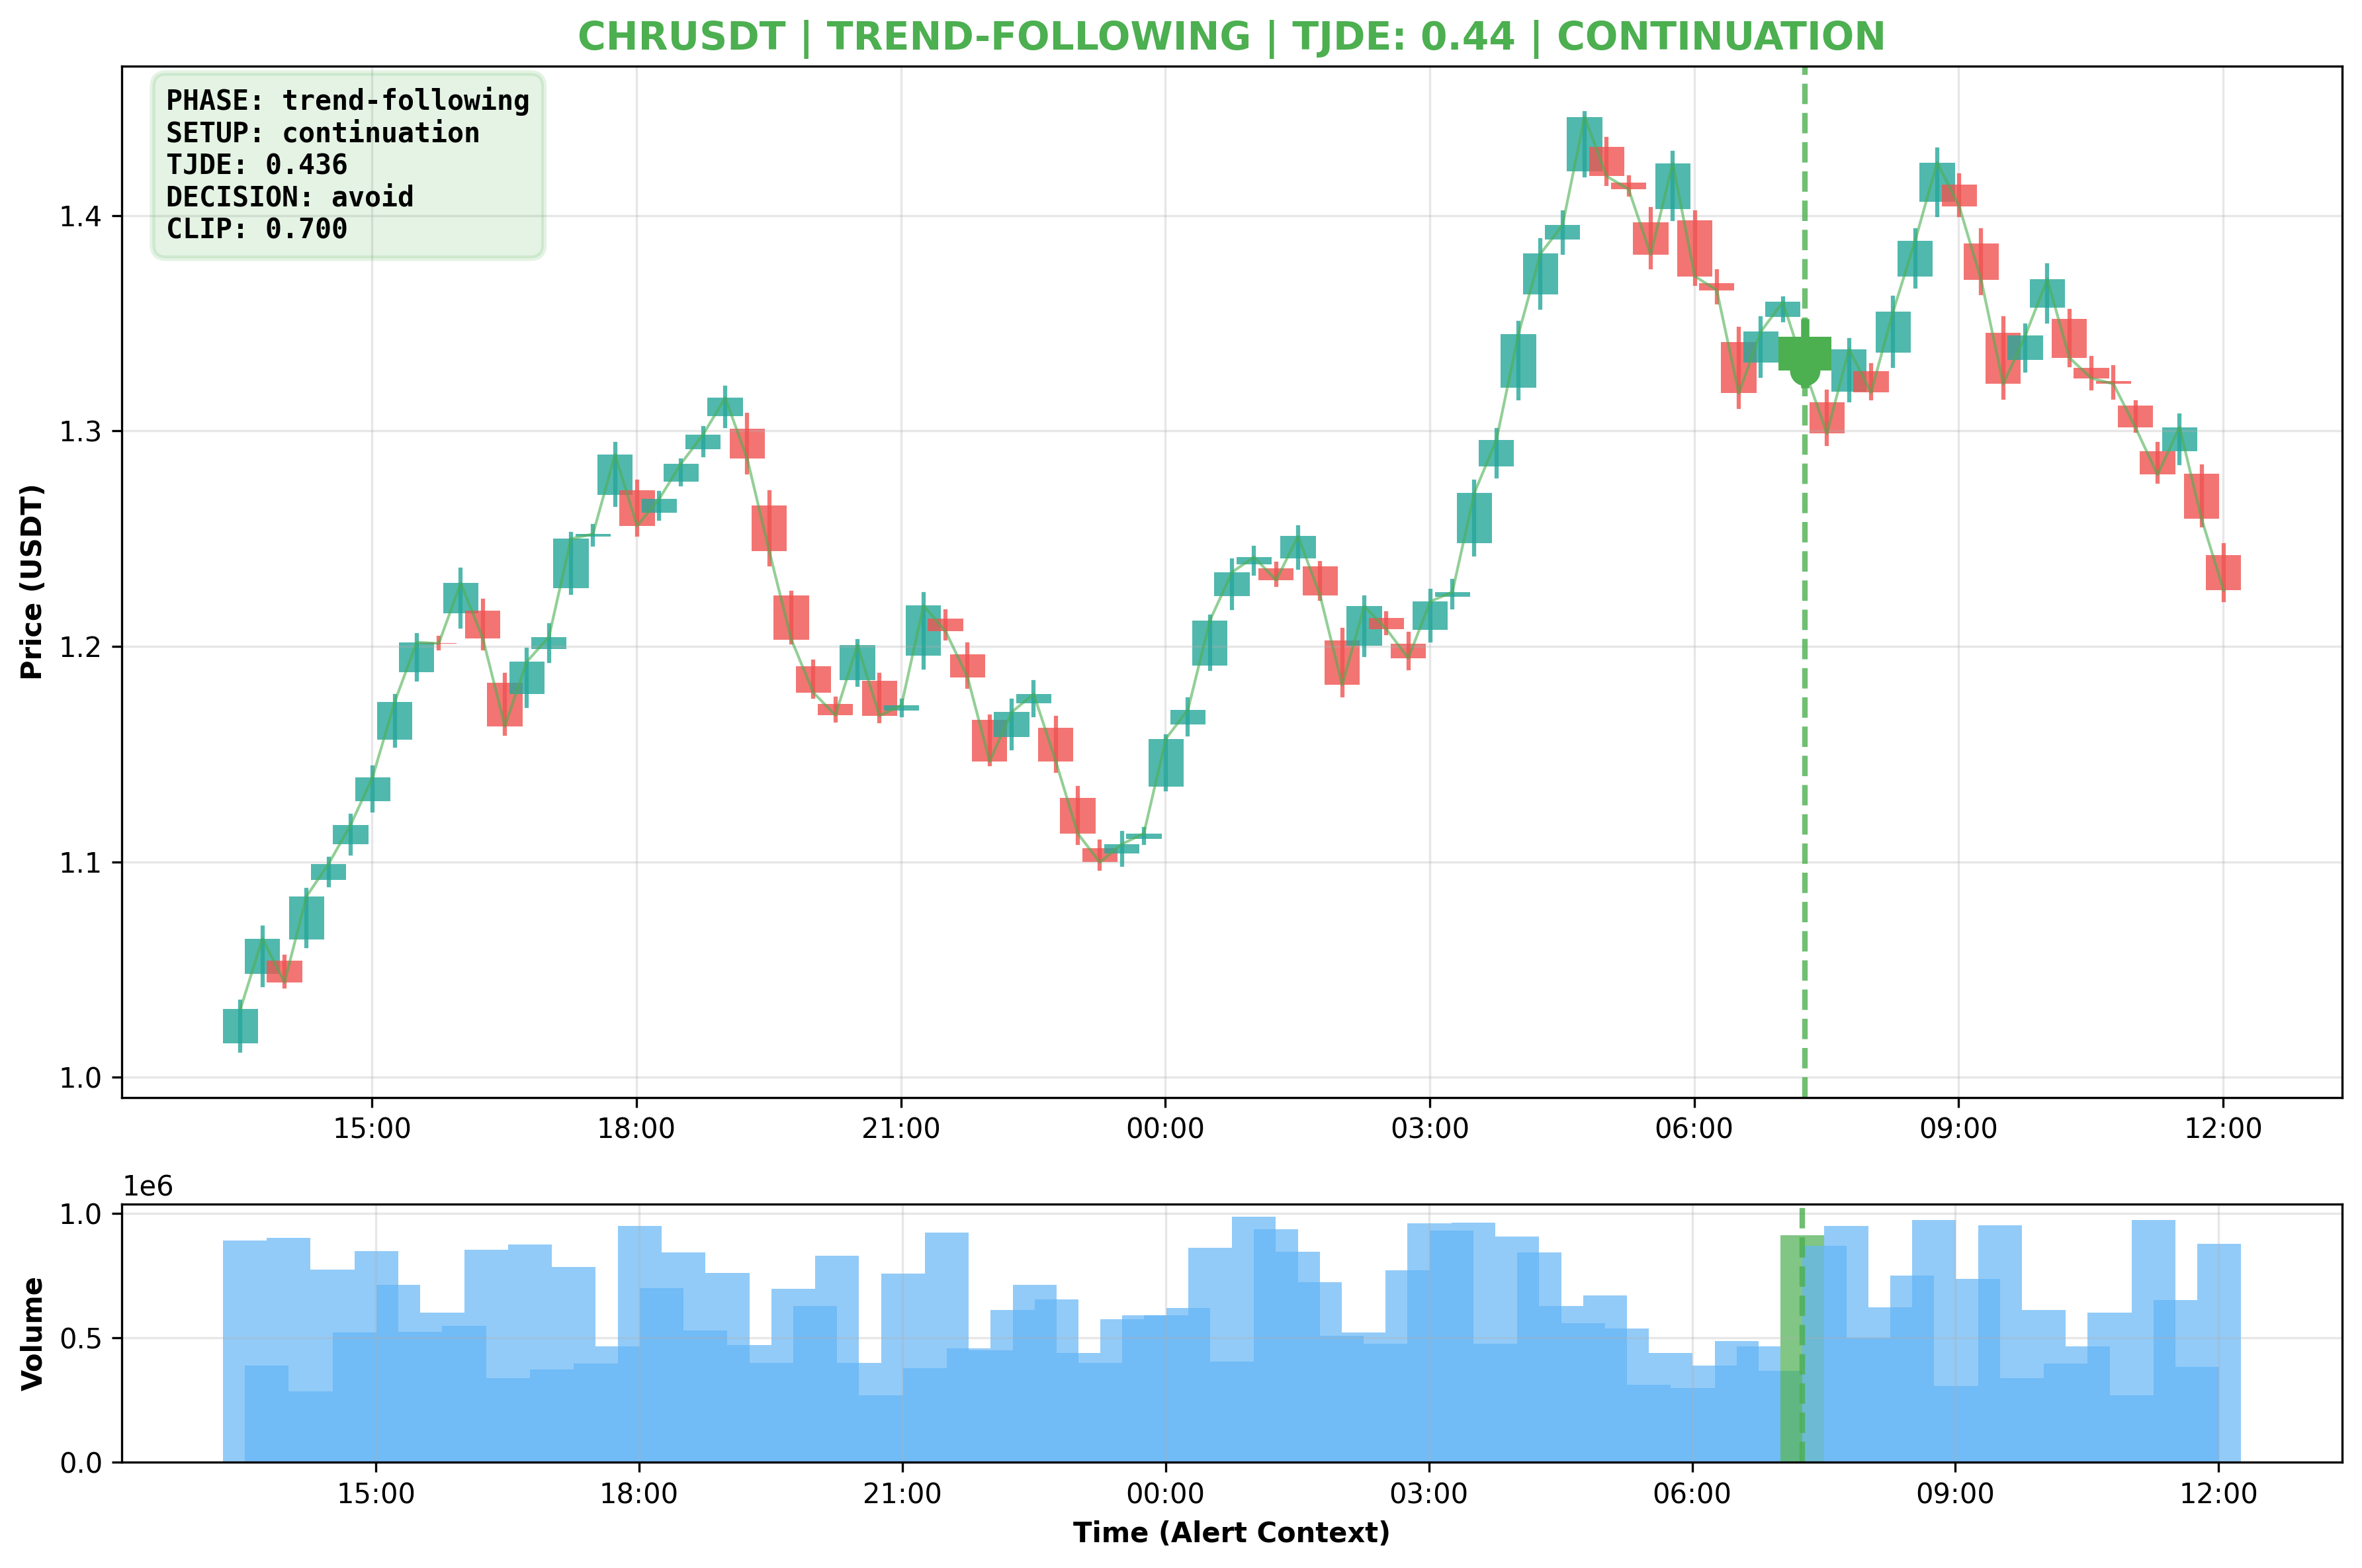 CHRUSDT | TREND-FOLLOWING | TJDE: 0.44 | CONTINUATION
PHASE: trend-following
SETUP: continuation
TJDE: 0.436
DECISION: avoid
CLIP: 0.700
Price (USDT)
1.4
1.3
1.2
1.1
1.0
15:00 18:00 21:00 00:00 03:00 06:00 09:00 12:00
1e6
Volume
1.0
0.5
0.0
15:00 18:00 21:00 00:00 03:00 06:00 09:00 12:00
Time (Alert Context)